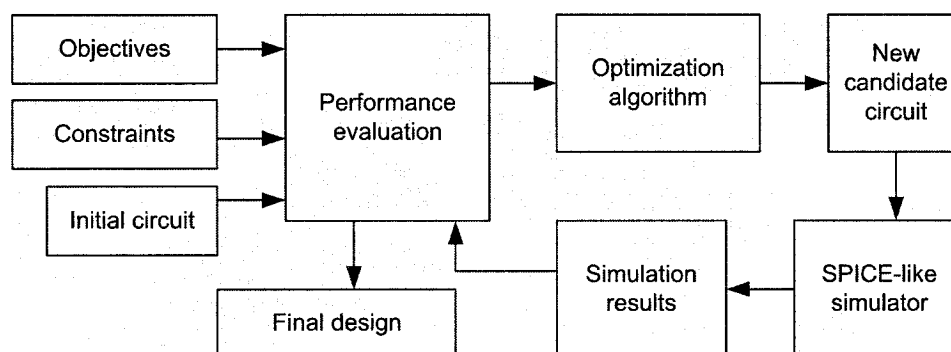 Objectives
Constraints
Initial circuit
Performance
evaluation
Optimization
algorithm
New
candidate
circuit
SPICE-like
simulator
Simulation
results
Final design